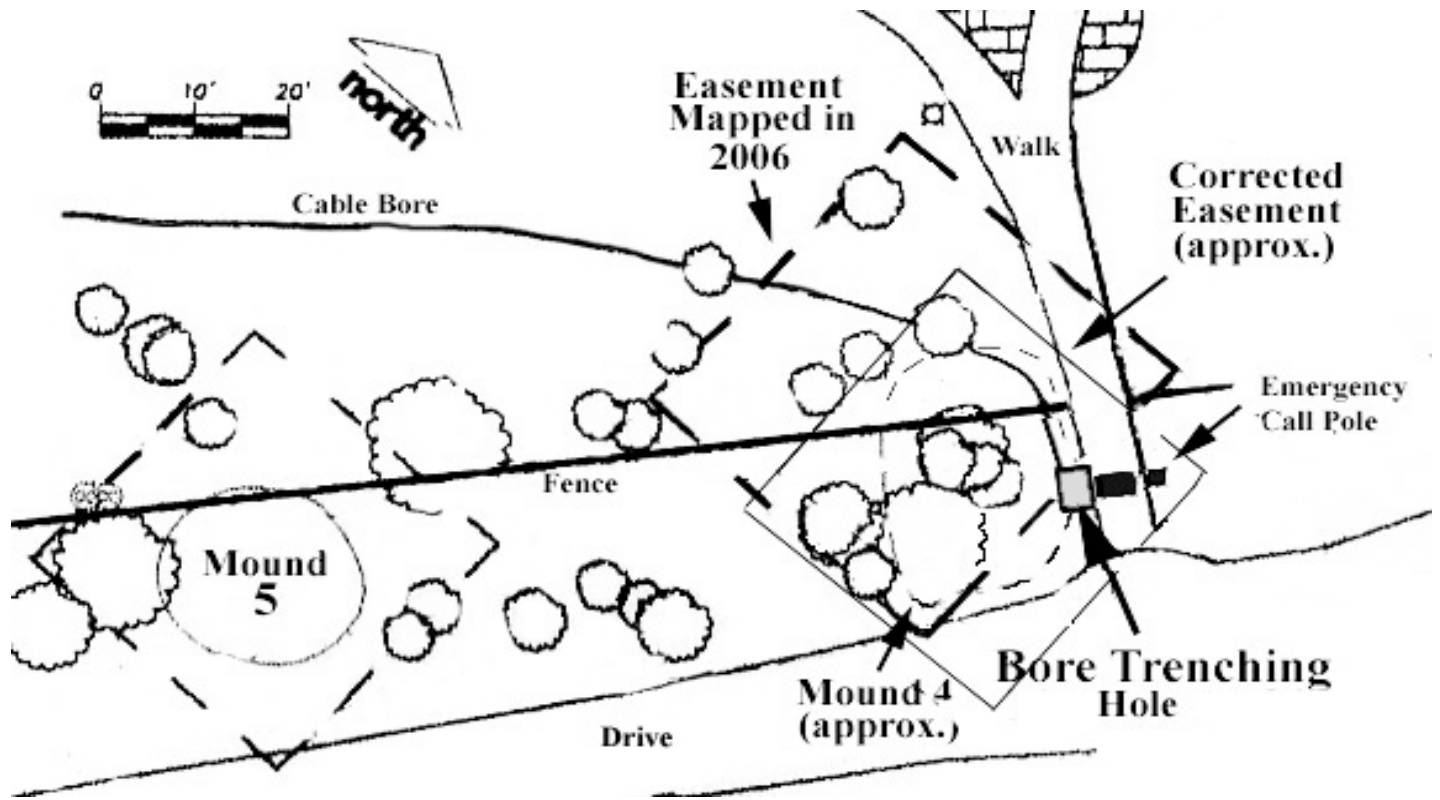 0 10' 20'
north
Easement
Mapped in
2006
Walk
Corrected
Easement
(approx.)
Cable Bore
Emergency
Call Pole
Fence
Mound
5
Bore Trenching
Hole
Mound 4
(approx.)
Drive